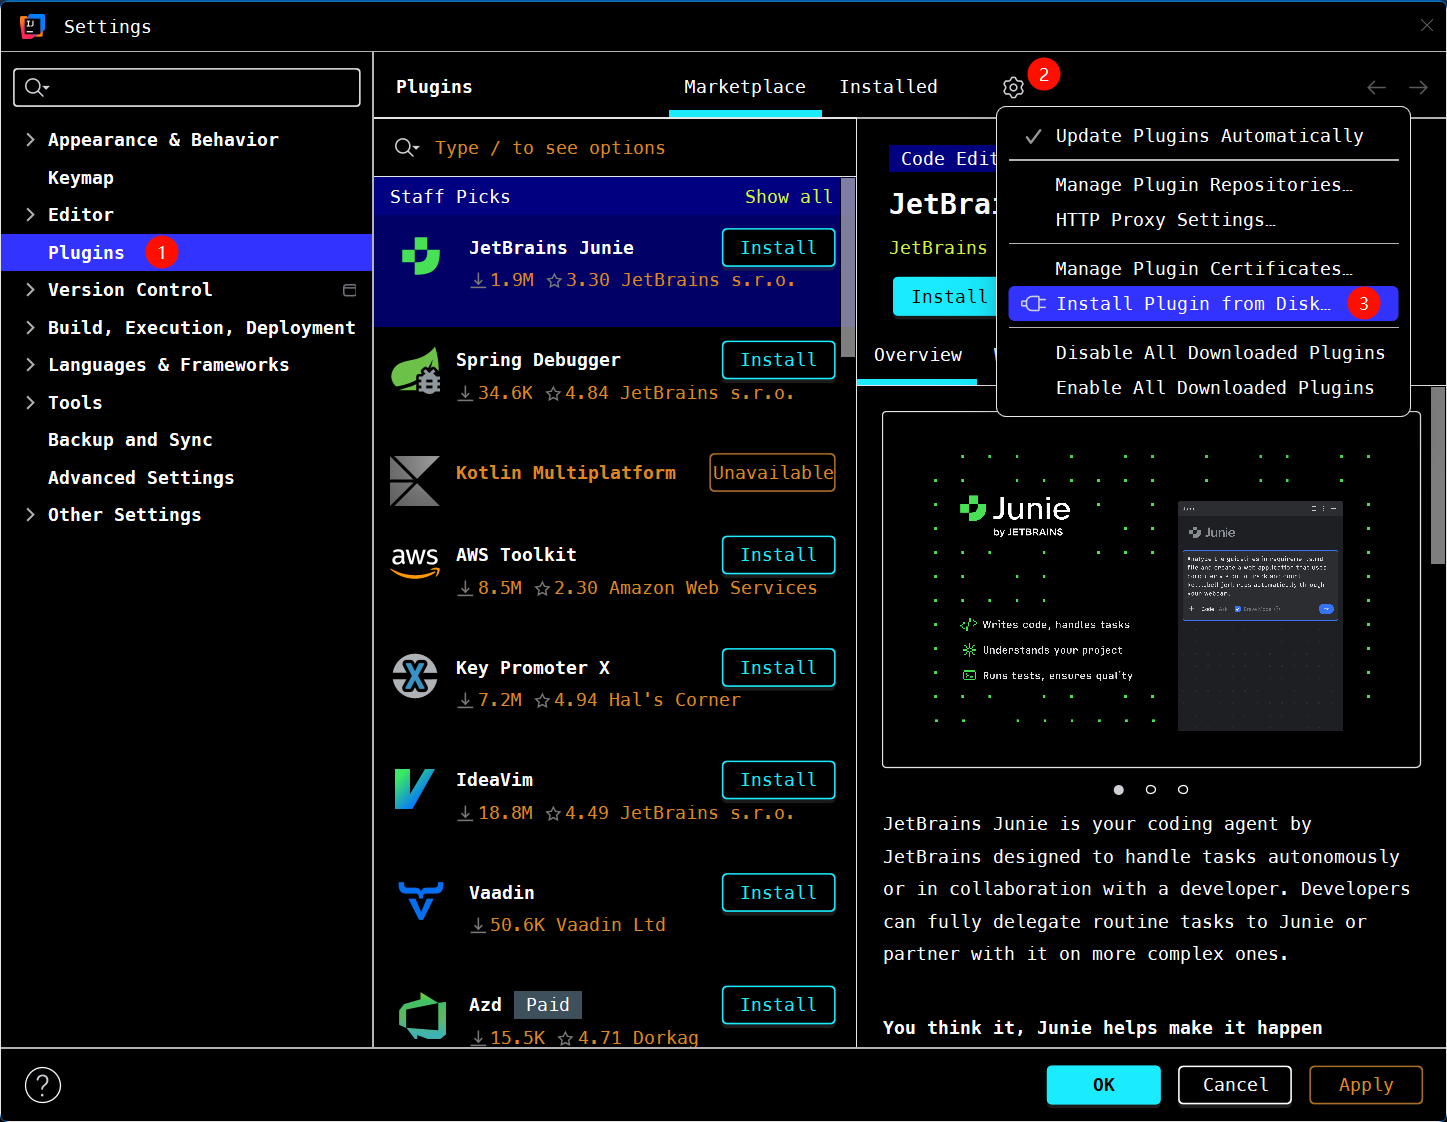 Settings
Appearance & Behavior
Keymap
Editor
Plugins 1
Version Control
Build, Execution, Deployment
Languages & Frameworks
Tools
Backup and Sync
Advanced Settings
Other Settings
Plugins
Marketplace Installed 2
Type / to see options
Staff Picks Show all
JetBrains Junie Install
1.9M 3.30 JetBrains s.r.o.
Spring Debugger Install
34.6K 4.84 JetBrains s.r.o.
Kotlin Multiplatform Unavailable
aws
AWS Toolkit Install
8.5M 2.30 Amazon Web Services
Key Promoter X Install
7.2M 4.94 Hal's Corner
IdeaVim Install
18.8M 4.49 JetBrains s.r.o.
Vaadin Install
50.6K Vaadin Ltd
Azd Paid Install
15.5K 4.71 Dorkag
Code Edit
JetBrai
JetBrains
Install
Overview
Update Plugins Automatically
Manage Plugin Repositories…
HTTP Proxy Settings…
Manage Plugin Certificates…
Install Plugin from Disk… 3
Disable All Downloaded Plugins
Enable All Downloaded Plugins
Junie
by JETBRAINS
Writes code, handles tasks
Understands your project
Runs tests, ensures quality
Junie
JetBrains Junie is your coding agent by
JetBrains designed to handle tasks autonomously
or in collaboration with a developer. Developers
can fully delegate routine tasks to Junie or
partner with it on more complex ones.
You think it, Junie helps make it happen
? OK Cancel Apply